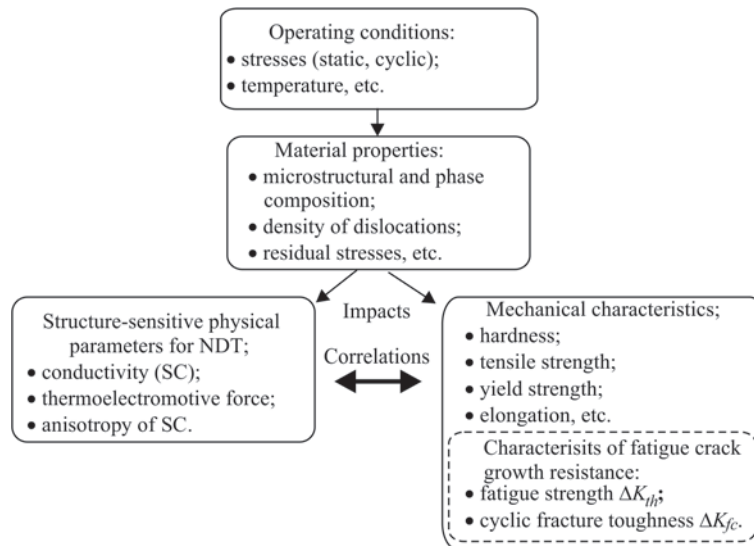 Operating conditions:
• stresses (static, cyclic);
• temperature, etc.
Material properties:
• microstructural and phase
composition;
• density of dislocations;
• residual stresses, etc.
Impacts
Correlations
Structure-sensitive physical
parameters for NDT;
• conductivity (SC);
• thermoelectromotive force;
• anisotropy of SC.
Mechanical characteristics;
• hardness;
• tensile strength;
• yield strength;
• elongation, etc.
Characterisits of fatigue crack
growth resistance:
• fatigue strength ΔKth;
• cyclic fracture toughness ΔKfc.